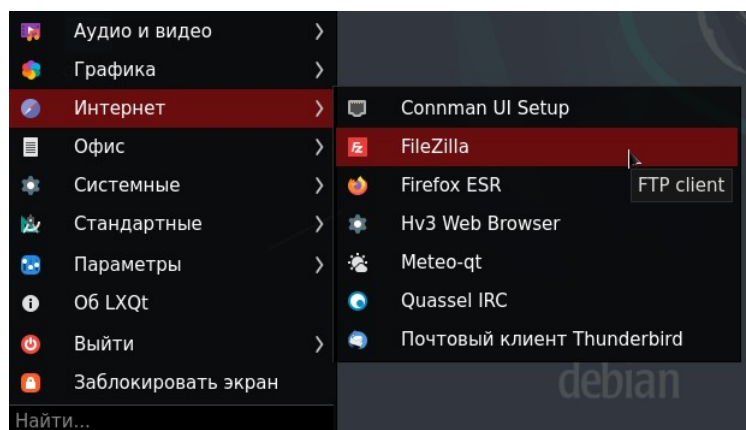 Аудио и видео
Графика
Интернет
Офис
Системные
Стандартные
Параметры
Об LXQt
Выйти
Заблокировать экран
Найти...
Connman UI Setup
FileZilla
Firefox ESR
FTP client
Hv3 Web Browser
Meteo-qt
Quassel IRC
Почтовый клиент Thunderbird
debian